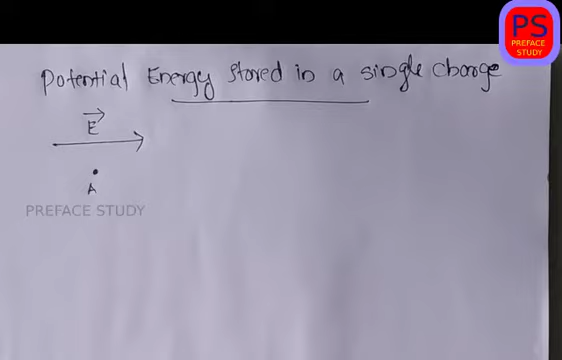 PS
PREFACE
STUDY
Potential Energy stored in a single charge
E
A
PREFACE STUDY